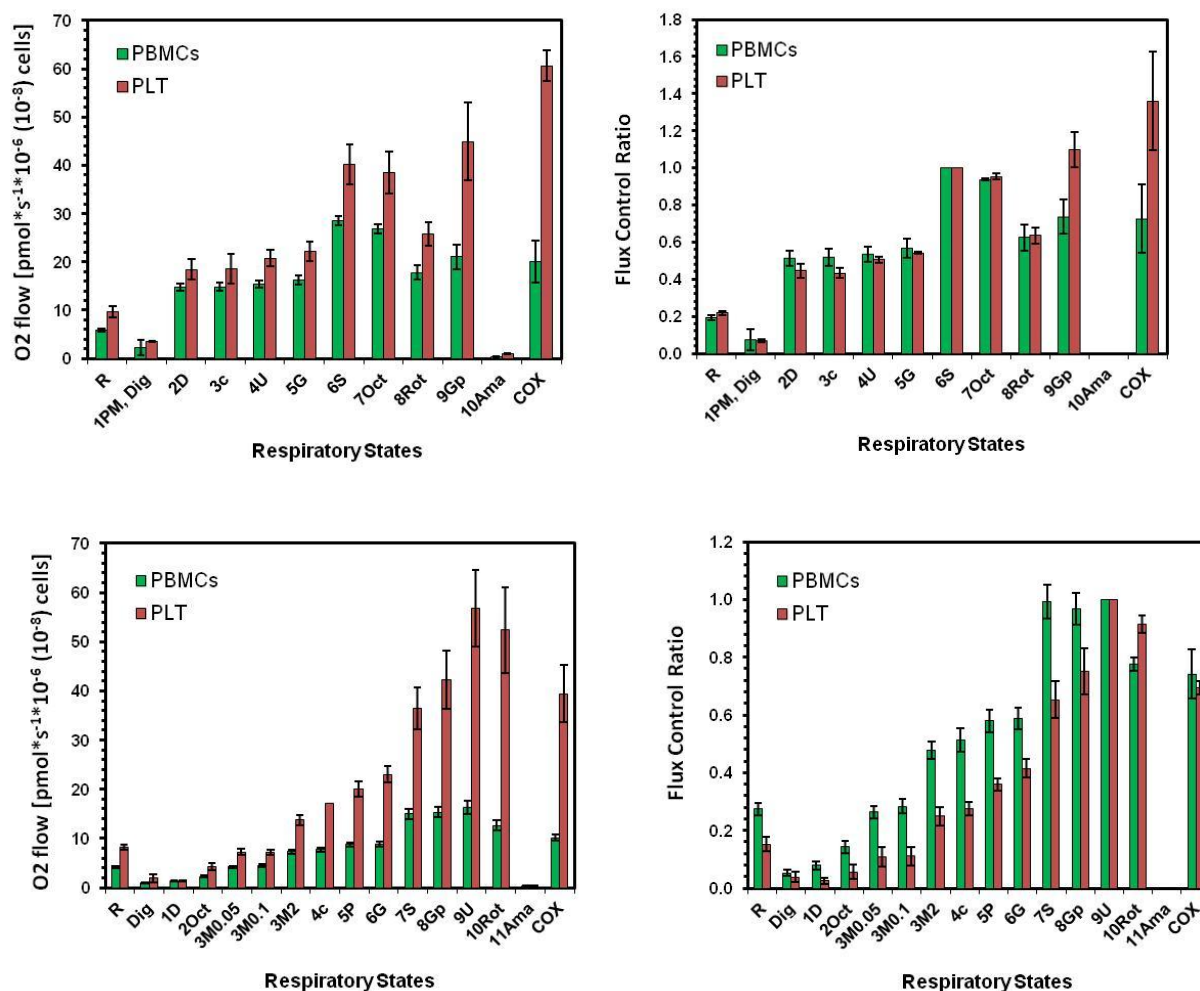 O2 flow [pmol*s-1*10-6 (10-8) cells]
70
60
50
40
30
20
10
0
PBMCs
PLT
R
1PM, Dig
2D
3c
4U
5G
6S
7Oct
8Rot
9Gp
10Ama
COX
Respiratory States
Flux Control Ratio
1.8
1.6
1.4
1.2
1.0
0.8
0.6
0.4
0.2
0.0
PBMCs
PLT
R
1PM, Dig
2D
3c
4U
5G
6S
7Oct
8Rot
9Gp
10Ama
COX
Respiratory States
O2 flow [pmol*s-1*10-6 (10-8) cells]
70
60
50
40
30
20
10
0
PBMCs
PLT
R
Dig
1D
2Oct
3M0.05
3M0.1
3M2
4c
5P
6G
7S
8Gp
9U
10Rot
11Ama
COX
Respiratory States
Flux Control Ratio
1.2
1.0
0.8
0.6
0.4
0.2
0.0
PBMCs
PLT
R
Dig
1D
2Oct
3M0.05
3M0.1
3M2
4c
5P
6G
7S
8Gp
9U
10Rot
11Ama
COX
Respiratory States